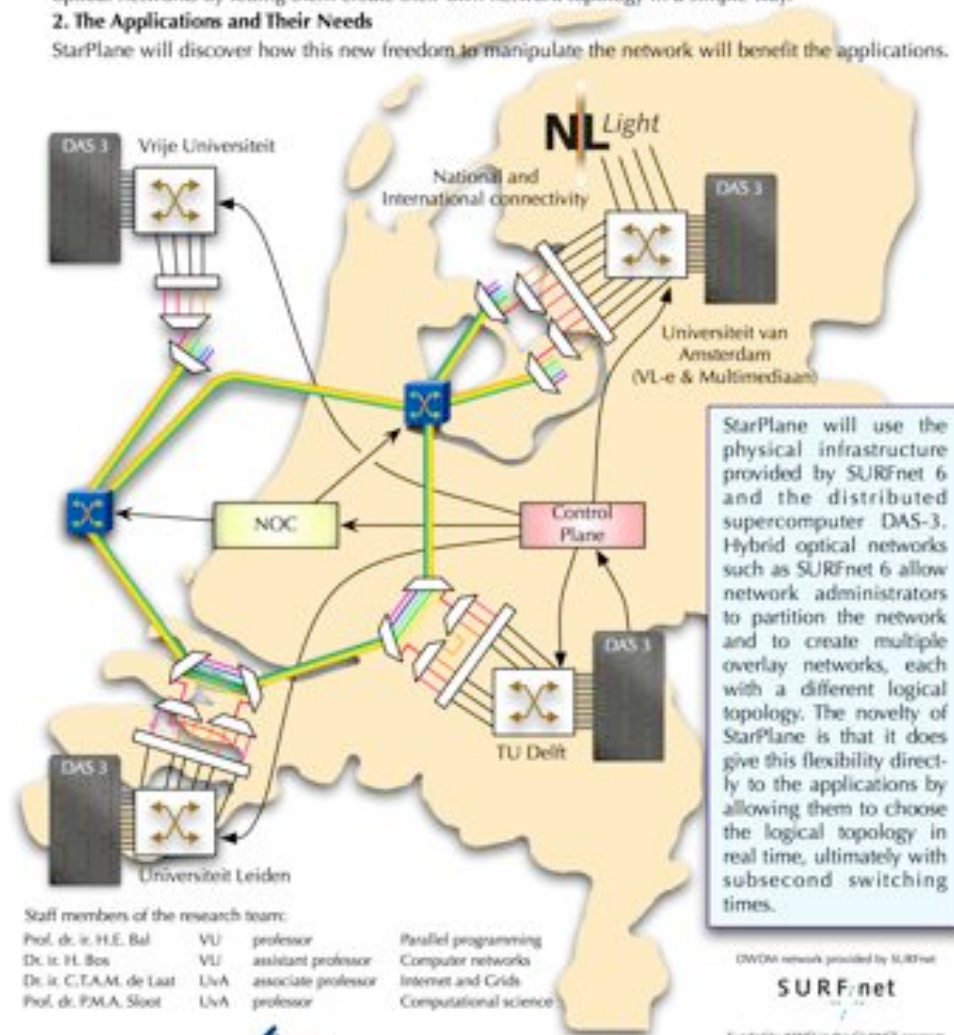 2. The Applications and Their Needs
StarPlane will discover how this new freedom to manipulate the network will benefit the applications.
DAS 3
Vrije Universiteit
NL Light
National and
International connectivity
DAS 3
Universiteit van
Amsterdam
(VL-e & Multimediaan)
NOC
Control
Plane
StarPlane will use the
physical infrastructure
provided by SURFnet 6
and the distributed
supercomputer DAS-3.
Hybrid optical networks
such as SURFnet 6 allow
network administrators
to partition the network
and to create multiple
overlay networks, each
with a different logical
topology. The novelty of
StarPlane is that it does
give this flexibility direct-
ly to the applications by
allowing them to choose
the logical topology in
real time, ultimately with
subsecond switching
times.
DAS 3
TU Delft
DAS 3
Universiteit Leiden
Staff members of the research team:
Prof. dr. ir. H.E. Bal VU professor Parallel programming
Dr. ir. H. Bos VU assistant professor Computer networks
Dr. ir. C.T.A.M. de Laat UvA associate professor Internet and Grids
Prof. dr. P.M.A. Sloot UvA professor Computational science
DWDM network provided by SURFnet
SURFnet